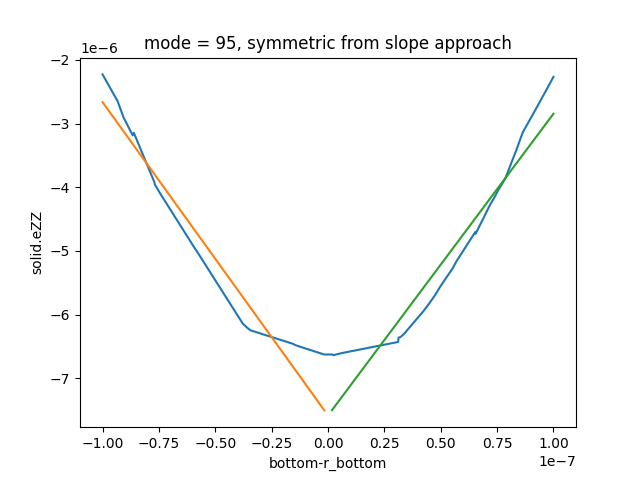 mode = 95, symmetric from slope approach
1e−6
−2
−3
−4
−5
−6
−7
solid.eZZ
−1.00 −0.75 −0.50 −0.25 0.00 0.25 0.50 0.75 1.00
bottom-r_bottom
1e−7